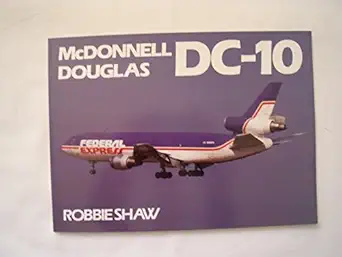 McDONNELL
DOUGLAS
DC-10
FEDERAL
EXPRESS
ROBBIE SHAW